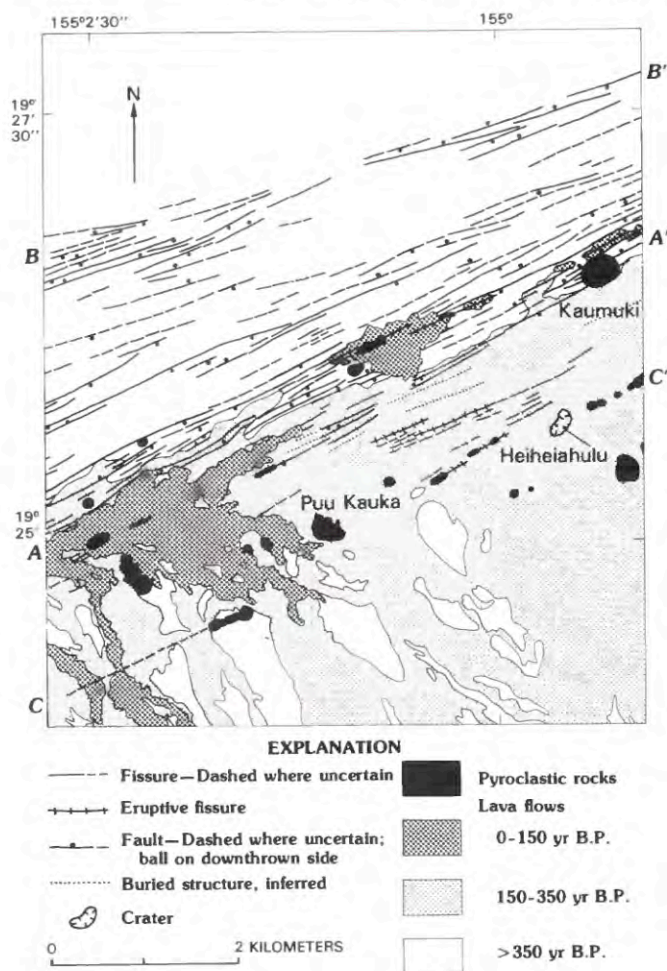 155°2'30''
155°
B'
N
19°
27'
30''
A'
B
Kaumuki
C'
Heiheiahulu
Puu Kauka
19°
25'
A
C
EXPLANATION
Fissure—Dashed where uncertain
Eruptive fissure
Fault—Dashed where uncertain;
ball on downthrown side
Buried structure, inferred
Crater
0 2 KILOMETERS
Pyroclastic rocks
Lava flows
0-150 yr B.P.
150-350 yr B.P.
>350 yr B.P.